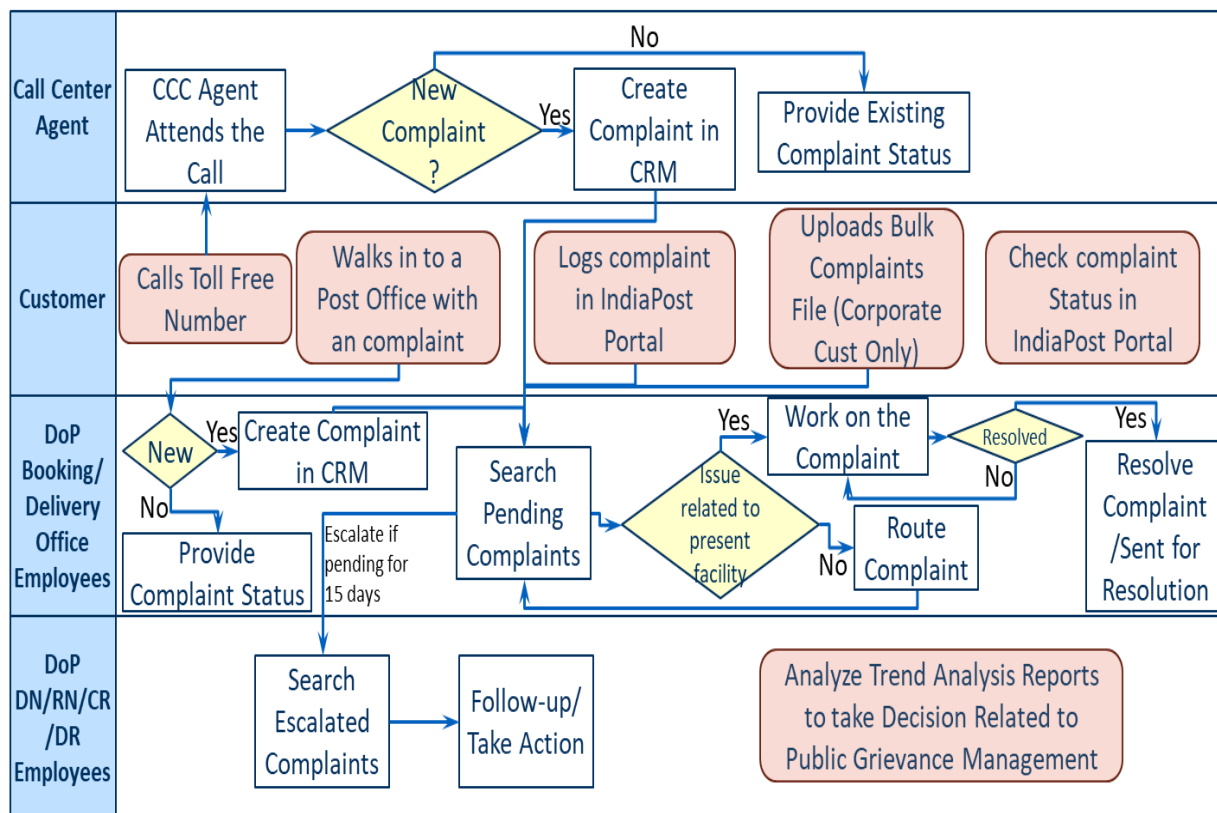 Call Center
Agent
CCC Agent
Attends the
Call
New
Complaint
?
Yes
No
Create
Complaint in
CRM
Provide Existing
Complaint Status
Customer
Calls Toll Free
Number
Walks in to a
Post Office with
an complaint
Logs complaint
in IndiaPost
Portal
Uploads Bulk
Complaints
File (Corporate
Cust Only)
Check complaint
Status in
IndiaPost Portal
DoP
Booking/
Delivery
Office
Employees
New
Yes
No
Create Complaint
in CRM
Provide
Complaint Status
Escalate if
pending for
15 days
Search
Pending
Complaints
Issue
related to
present
facility
Yes
No
Work on the
Complaint
Route
Complaint
Resolved
Yes
No
Resolve
Complaint
/Sent for
Resolution
DoP
DN/RN/CR
/DR
Employees
Search
Escalated
Complaints
Follow-up/
Take Action
Analyze Trend Analysis Reports
to take Decision Related to
Public Grievance Management